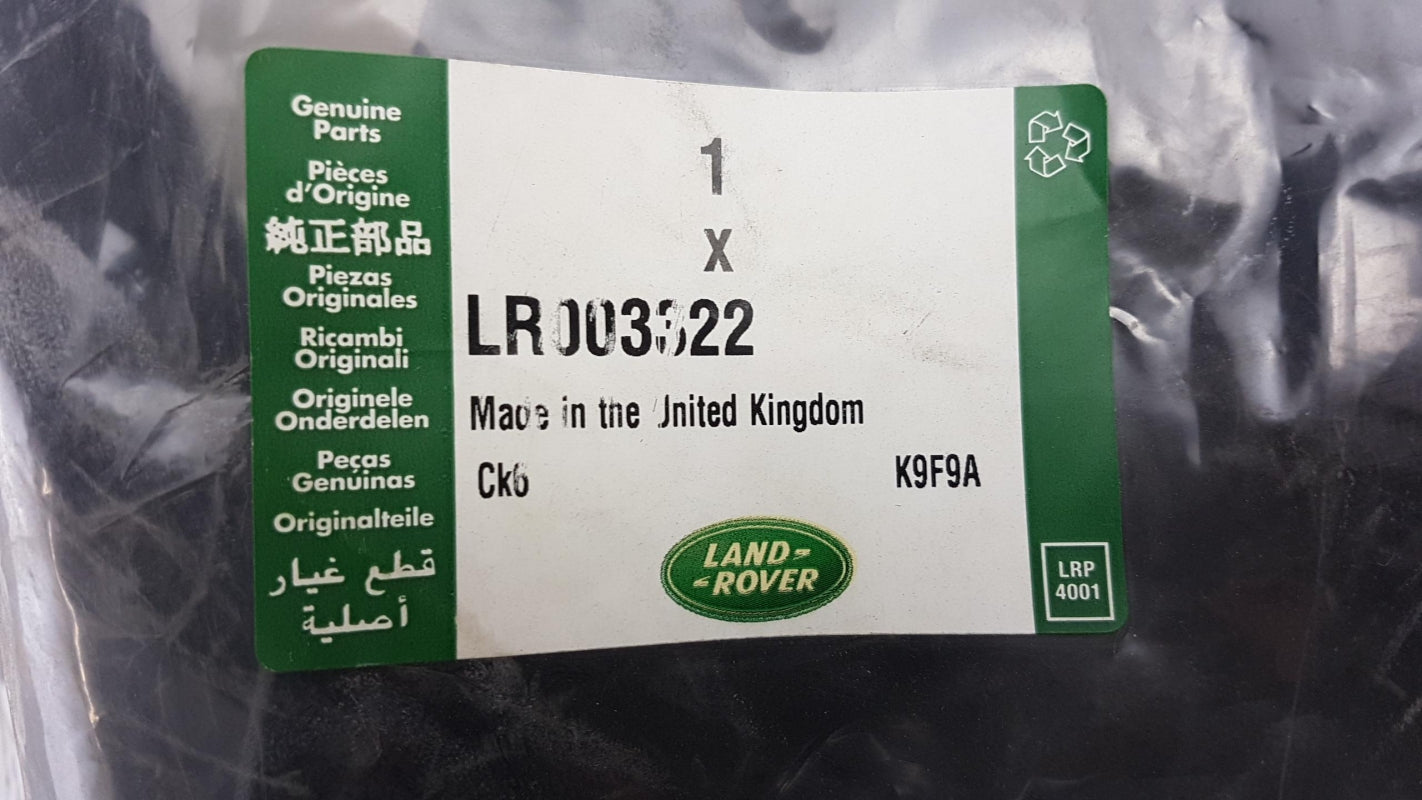 Genuine
Parts
Pièces
d'Origine
純正部品
Piezas
Originales
Ricambi
Originali
Originele
Onderdelen
Peças
Genuinas
Originalteile
قطع غيار
أصلية
1
X
LR003322
Made in the United Kingdom
Ck6
K9F9A
LAND-
-ROVER
LRP
4001